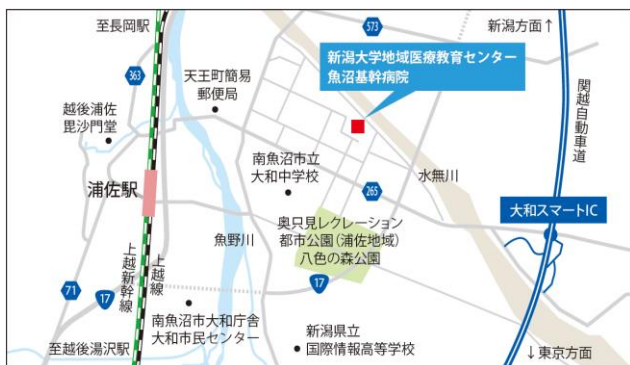 至長岡駅
573
新潟方面↑
363
天王町簡易
郵便局
新潟大学地域医療教育センター
魚沼基幹病院
越後浦佐
毘沙門堂
関越自動車道
南魚沼市立
大和中学校
265
水無川
浦佐駅
奥只見レクレーション
都市公園（浦佐地域）
八色の森公園
大和スマートIC
魚野川
上越新幹線
上越線
71
17
17
南魚沼市大和庁舎
大和市民センター
新潟県立
国際情報高等学校
至越後湯沢駅
↓東京方面